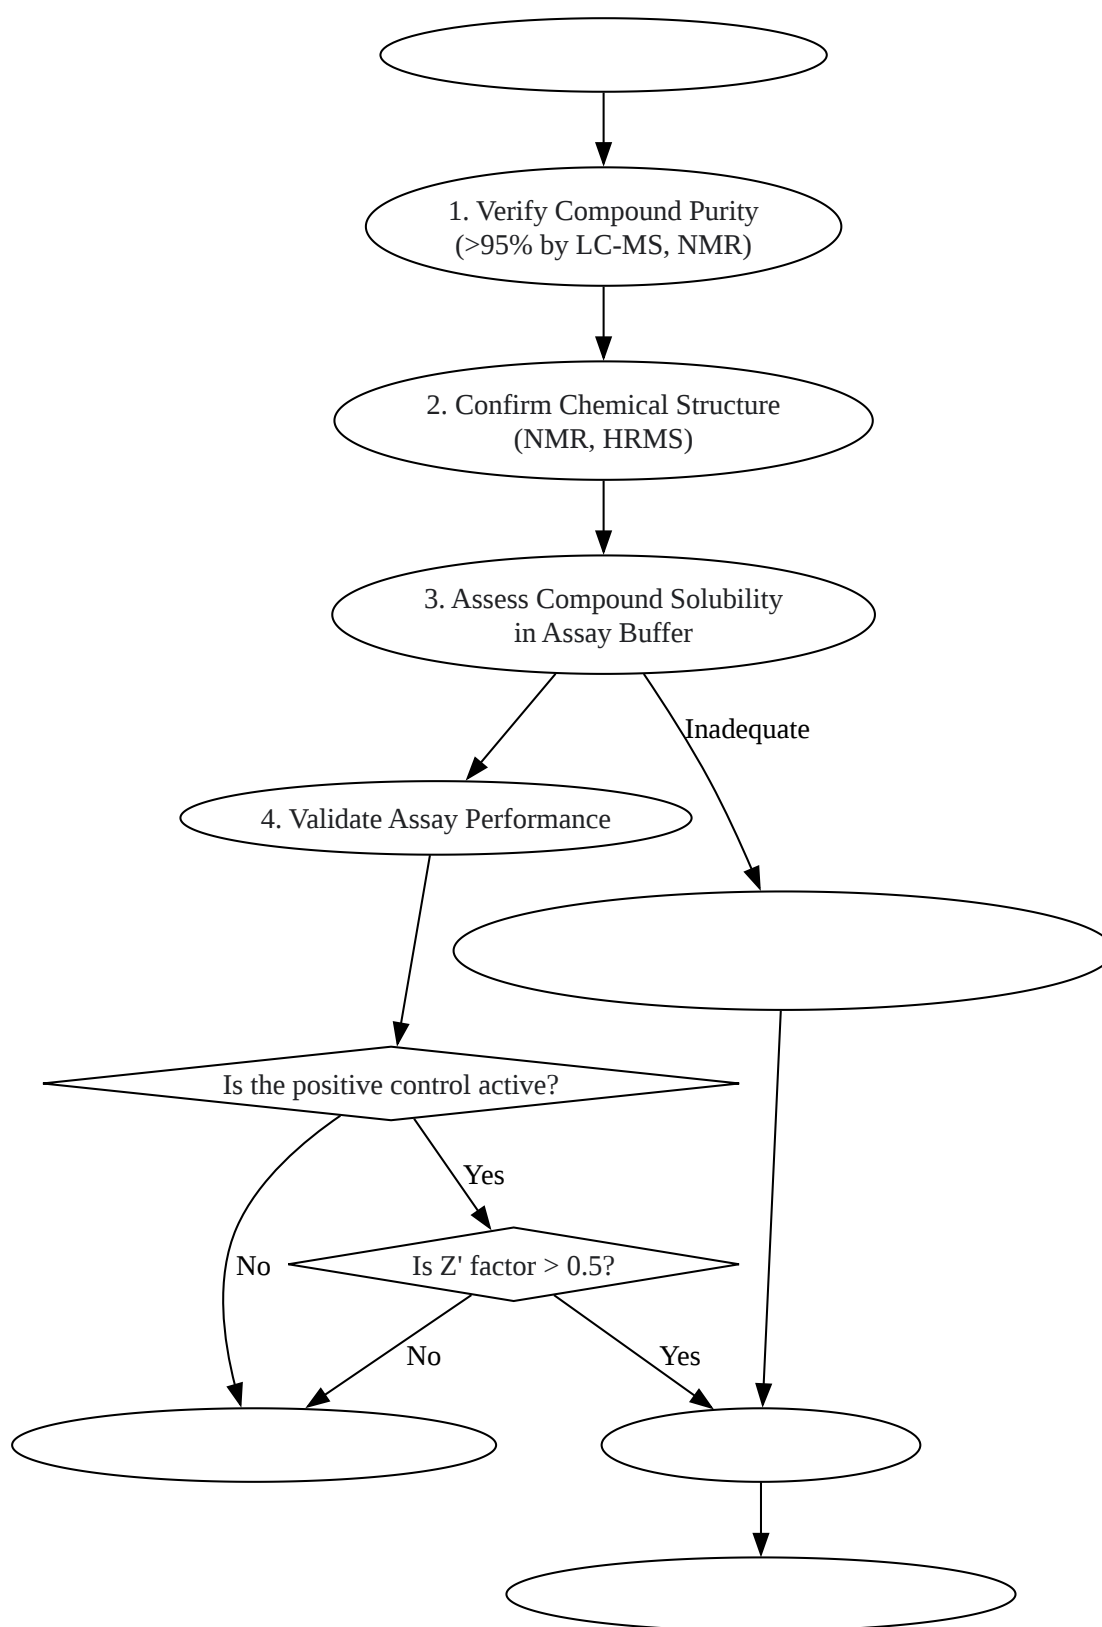 1. Verify Compound Purity
(>95% by LC-MS, NMR)
2. Confirm Chemical Structure
(NMR, HRMS)
3. Assess Compound Solubility
in Assay Buffer
Inadequate
4. Validate Assay Performance
Is the positive control active?
Yes
No
Is Z' factor > 0.5?
No
Yes